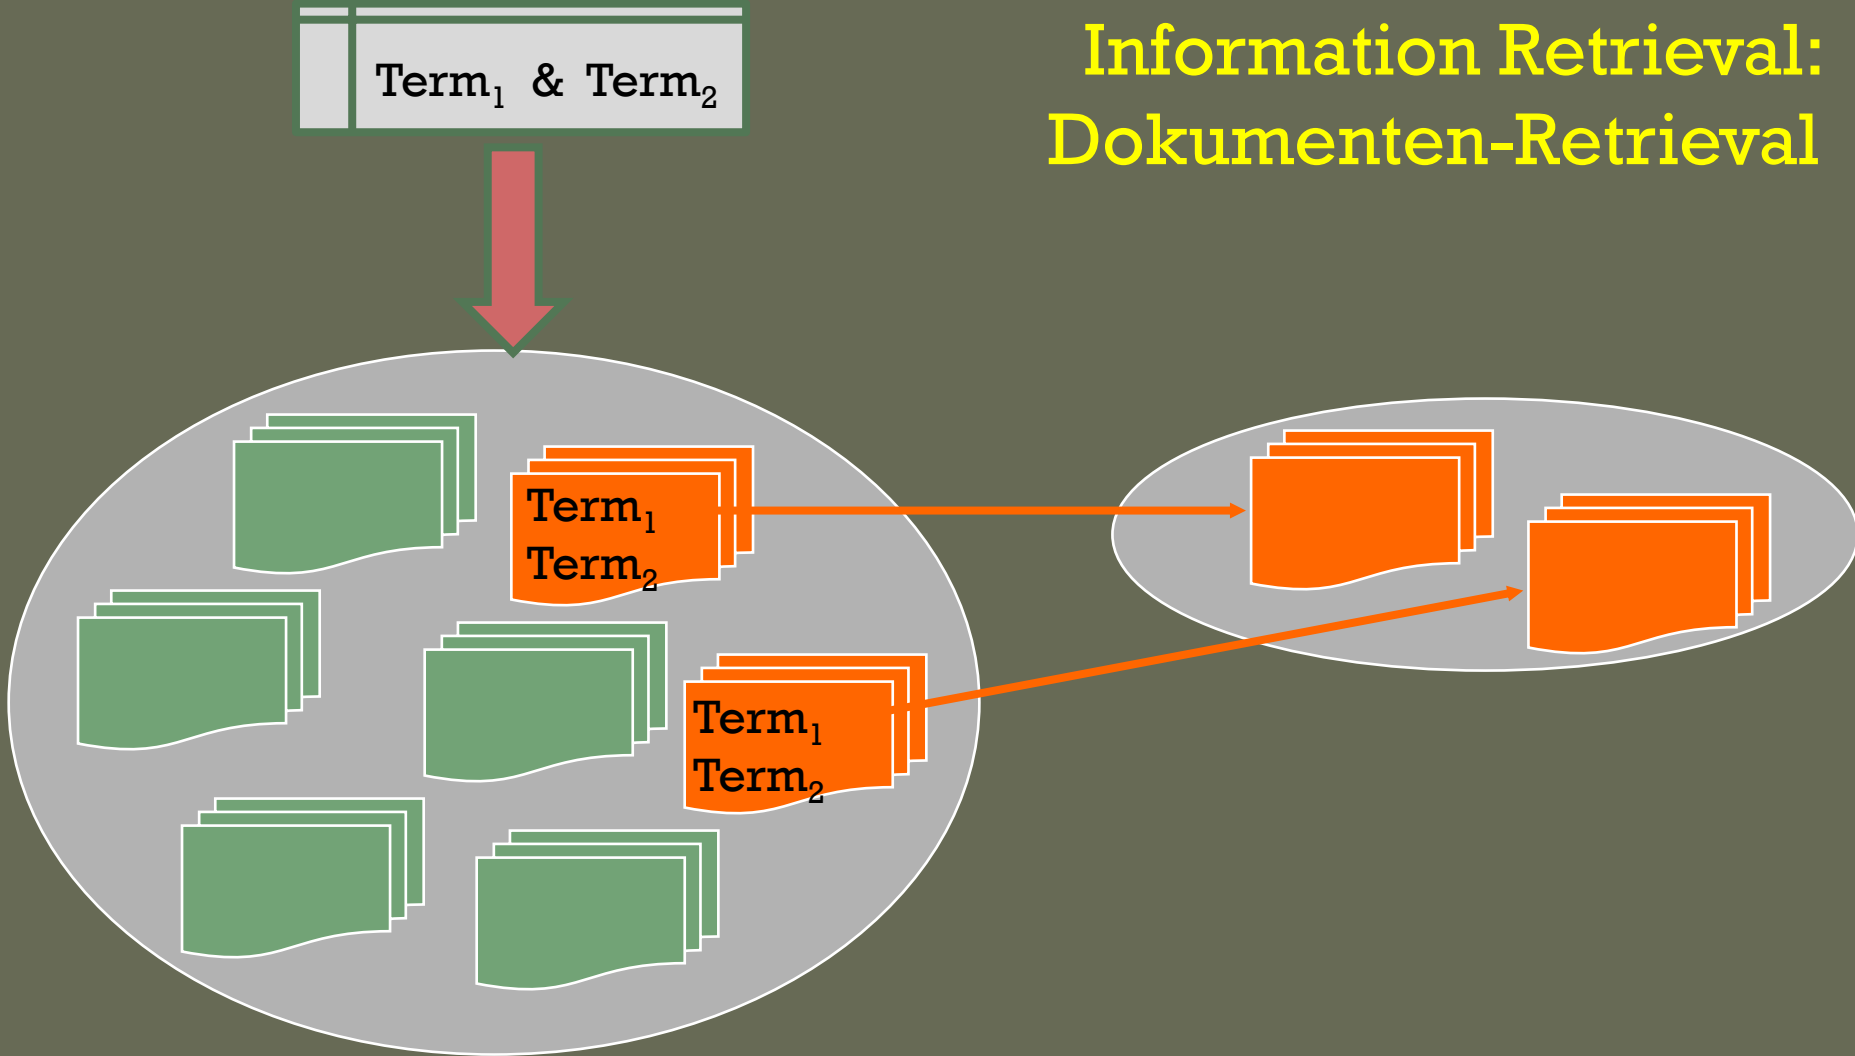 Information Retrieval:
Dokumenten-Retrieval
Term₁ & Term₂
Term₁
Term₂
Term₁
Term₂